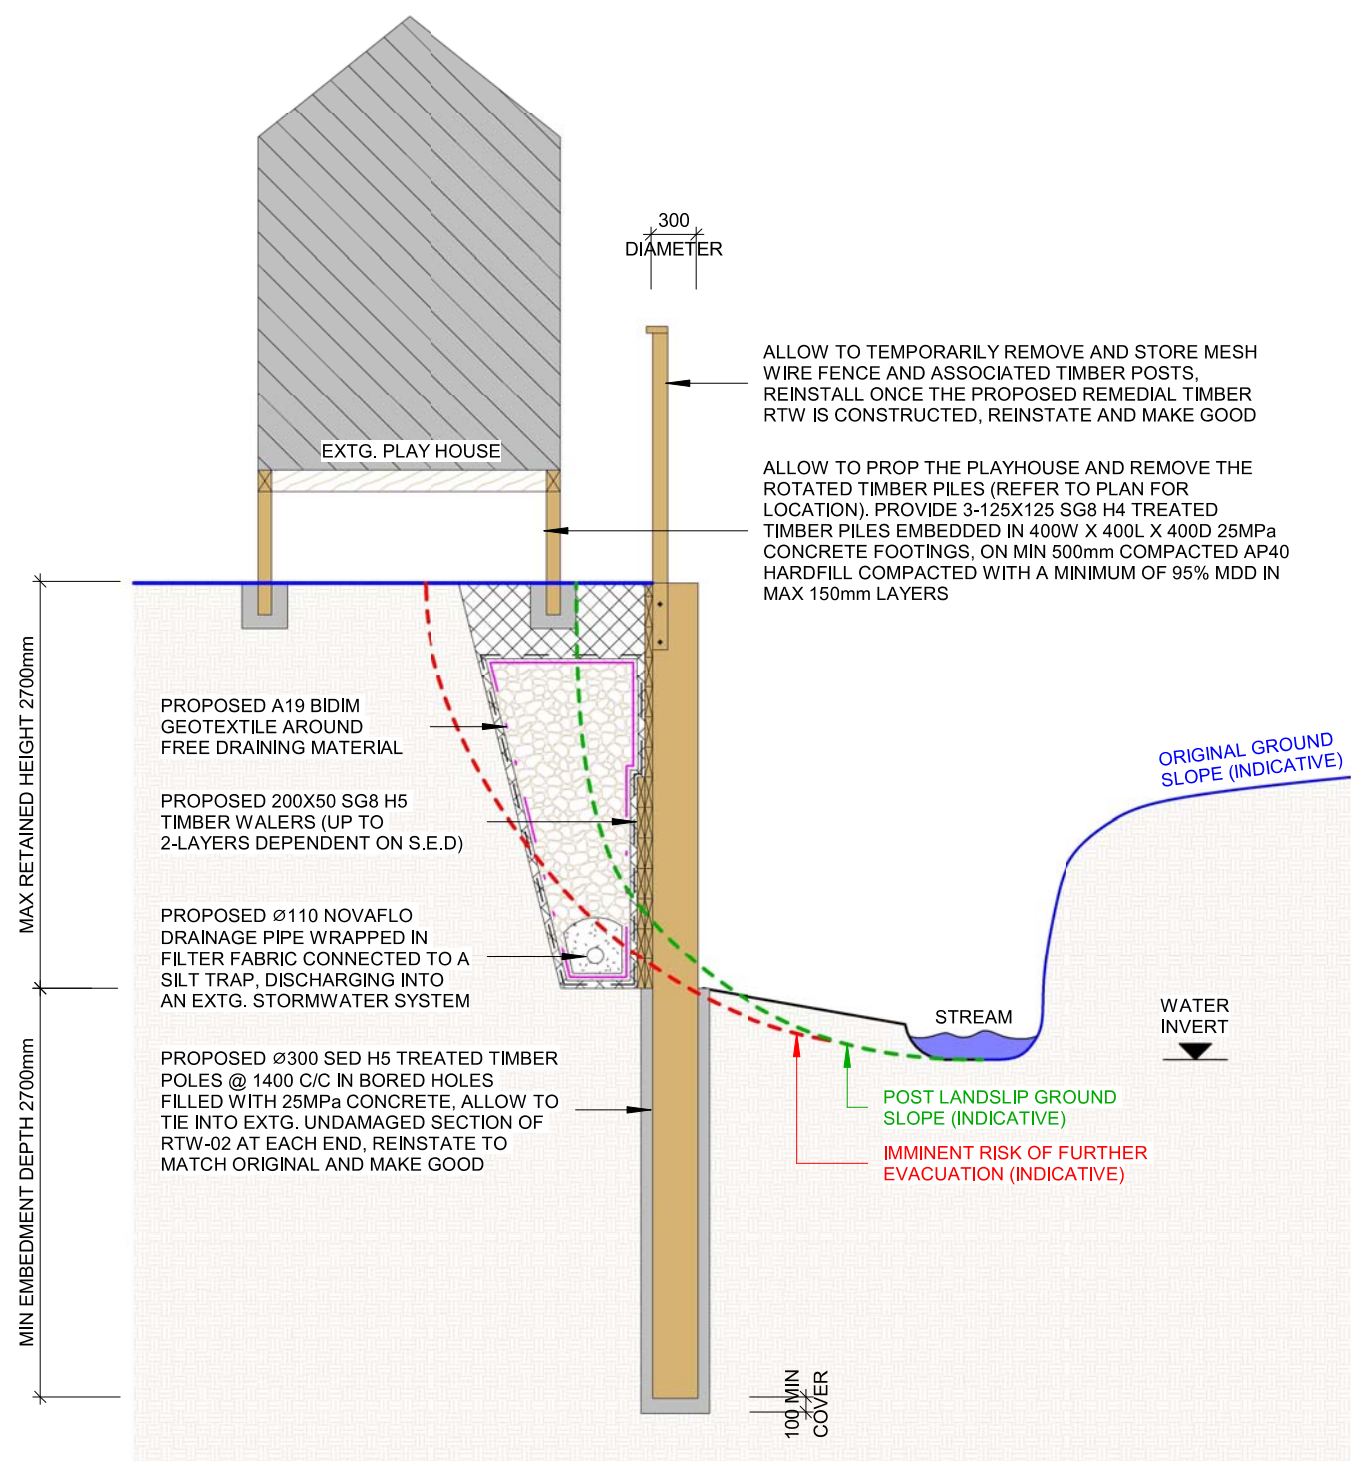 300
DIAMETER
ALLOW TO TEMPORARILY REMOVE AND STORE MESH
WIRE FENCE AND ASSOCIATED TIMBER POSTS,
REINSTALL ONCE THE PROPOSED REMEDIAL TIMBER
RTW IS CONSTRUCTED, REINSTATE AND MAKE GOOD
EXTG. PLAY HOUSE
ALLOW TO PROP THE PLAYHOUSE AND REMOVE THE
ROTATED TIMBER PILES (REFER TO PLAN FOR
LOCATION). PROVIDE 3-125X125 SG8 H4 TREATED
TIMBER PILES EMBEDDED IN 400W X 400L X 400D 25MPa
CONCRETE FOOTINGS, ON MIN 500mm COMPACTED AP40
HARDFILL COMPACTED WITH A MINIMUM OF 95% MDD IN
MAX 150mm LAYERS
MAX RETAINED HEIGHT 2700mm
PROPOSED A19 BIDIM
GEOTEXTILE AROUND
FREE DRAINING MATERIAL
ORIGINAL GROUND
SLOPE (INDICATIVE)
PROPOSED 200X50 SG8 H5
TIMBER WALERS (UP TO
2-LAYERS DEPENDENT ON S.E.D)
PROPOSED Ø110 NOVAFLO
DRAINAGE PIPE WRAPPED IN
FILTER FABRIC CONNECTED TO A
SILT TRAP, DISCHARGING INTO
AN EXTG. STORMWATER SYSTEM
STREAM
WATER
INVERT
MIN EMBEDMENT DEPTH 2700mm
PROPOSED Ø300 SED H5 TREATED TIMBER
POLES @ 1400 C/C IN BORED HOLES
FILLED WITH 25MPa CONCRETE, ALLOW TO
TIE INTO EXTG. UNDAMAGED SECTION OF
RTW-02 AT EACH END, REINSTATE TO
MATCH ORIGINAL AND MAKE GOOD
POST LANDSLIP GROUND
SLOPE (INDICATIVE)
IMMINENT RISK OF FURTHER
EVACUATION (INDICATIVE)
100 MIN
COVER